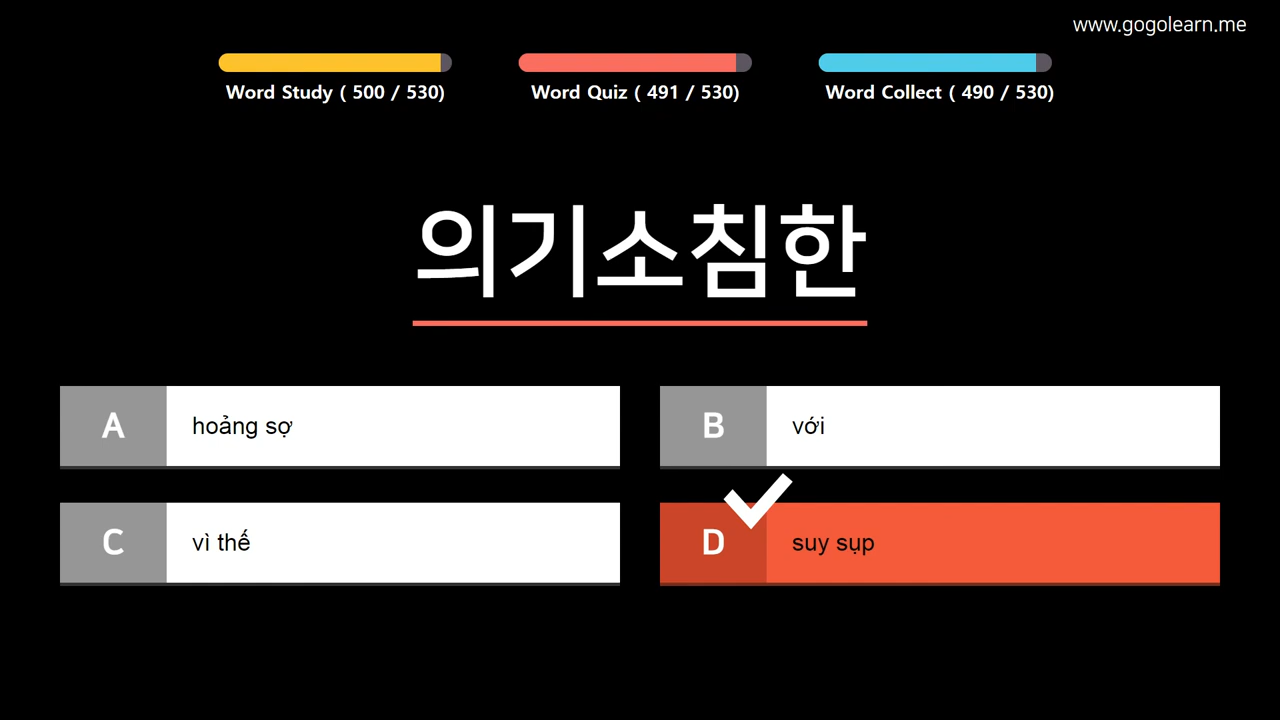 www.gogolearn.me
Word Study ( 500 / 530)
Word Quiz ( 491 / 530)
Word Collect ( 490 / 530)
의기소침한
A hoảng sợ
B với
C vì thế
D suy sụp